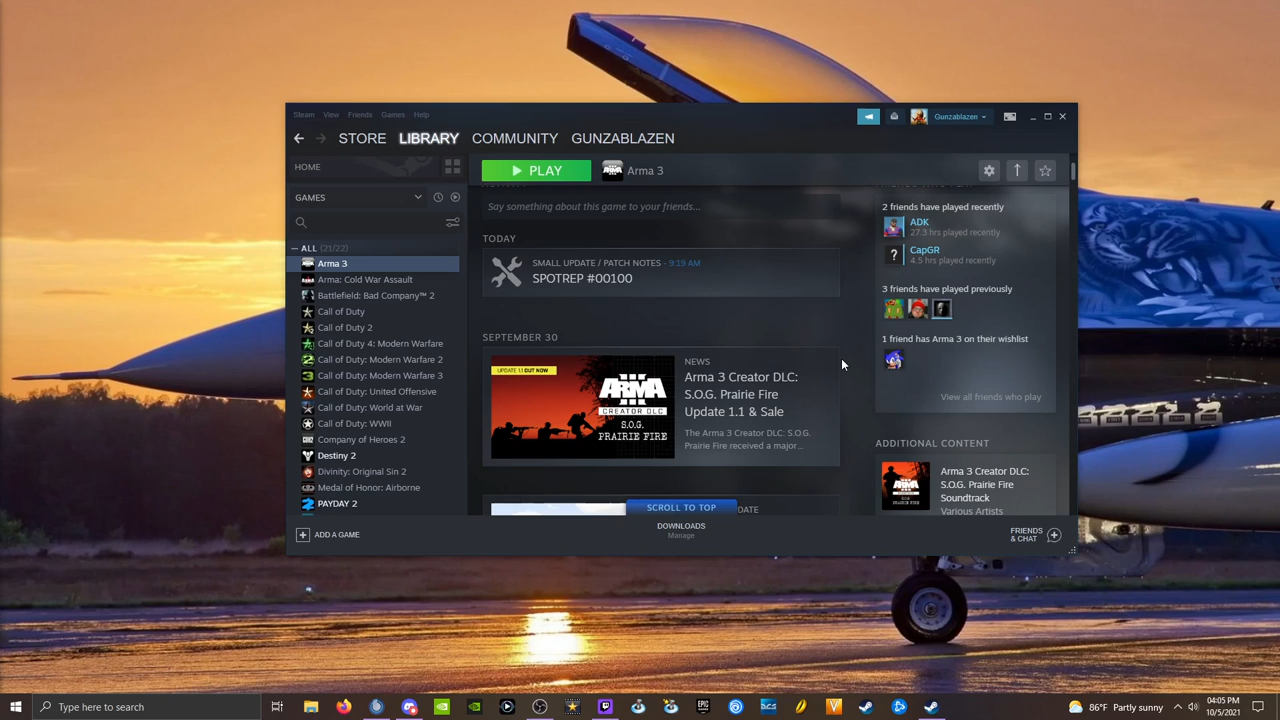 Steam View Friends Games Help
Gunzablazen
STORE LIBRARY COMMUNITY GUNZABLAZEN
HOME
GAMES
ALL (21/22)
Arma 3
Arma: Cold War Assault
Battlefield: Bad Company™ 2
Call of Duty
Call of Duty 2
Call of Duty 4: Modern Warfare
Call of Duty: Modern Warfare 2
Call of Duty: Modern Warfare 3
Call of Duty: United Offensive
Call of Duty: World at War
Call of Duty: WWII
Company of Heroes 2
Destiny 2
Divinity: Original Sin 2
Medal of Honor: Airborne
PAYDAY 2
PLAY
Arma 3
Say something about this game to your friends...
TODAY
SMALL UPDATE / PATCH NOTES - 9:19 AM
SPOTREP #00100
SEPTEMBER 30
UPDATE 1.1 OUT NOW
ARMA
III
CREATOR DLC
S.O.G.
PRAIRIE FIRE
NEWS
Arma 3 Creator DLC:
S.O.G. Prairie Fire
Update 1.1 & Sale
The Arma 3 Creator DLC: S.O.G.
Prairie Fire received a major...
SCROLL TO TOP
2 friends have played recently
ADK
27.3 hrs played recently
?
CapGR
4.5 hrs played recently
3 friends have played previously
1 friend has Arma 3 on their wishlist
View all friends who play
ADDITIONAL CONTENT
Arma 3 Creator DLC:
S.O.G. Prairie Fire
Soundtrack
Various Artists
ADD A GAME
DOWNLOADS
Manage
FRIENDS
& CHAT
Type here to search
EPIC
DCS
86°F Partly sunny
04:05 PM
10/5/2021